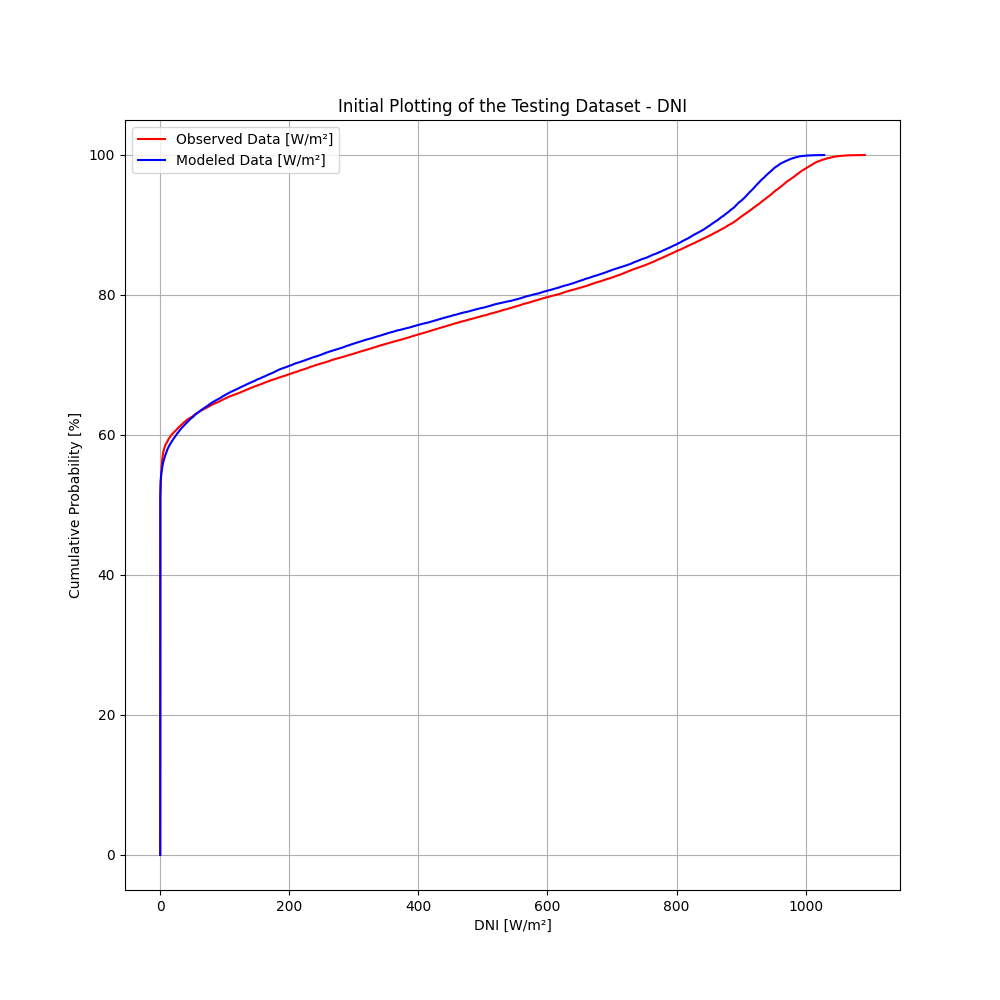 Initial Plotting of the Testing Dataset - DNI
Observed Data [W/m²]
Modeled Data [W/m²]
100
80
60
40
20
0
Cumulative Probability [%]
0 200 400 600 800 1000
DNI [W/m²]